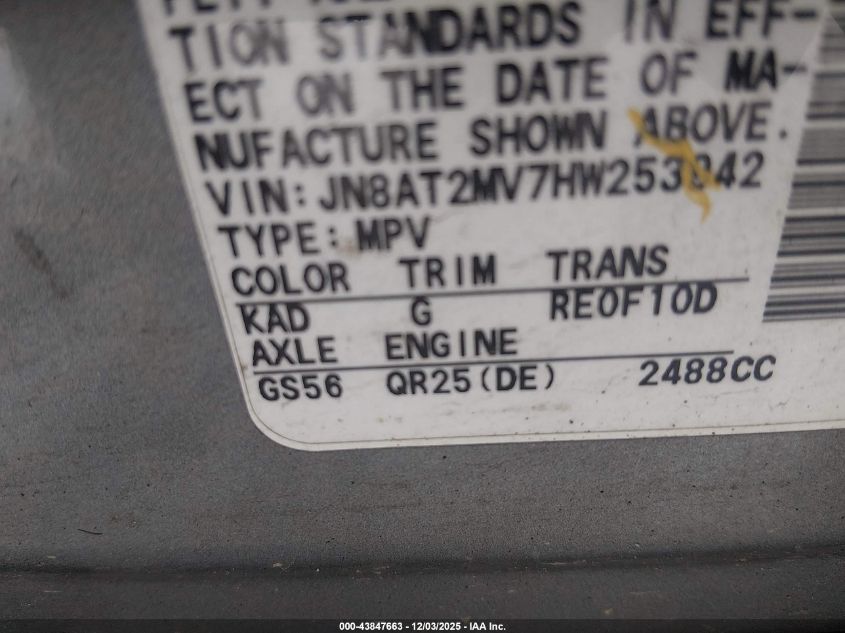 TION STANDARDS IN EFF-
ECT ON THE DATE OF MA-
NUFACTURE SHOWN ABOVE.
VIN:JN8AT2MV7HW253042
TYPE:MPV
COLOR TRIM TRANS
KAD G RE0F10D
AXLE ENGINE
GS56 QR25(DE) 2488CC
000-43847663 - 12/03/2025 - IAA Inc.